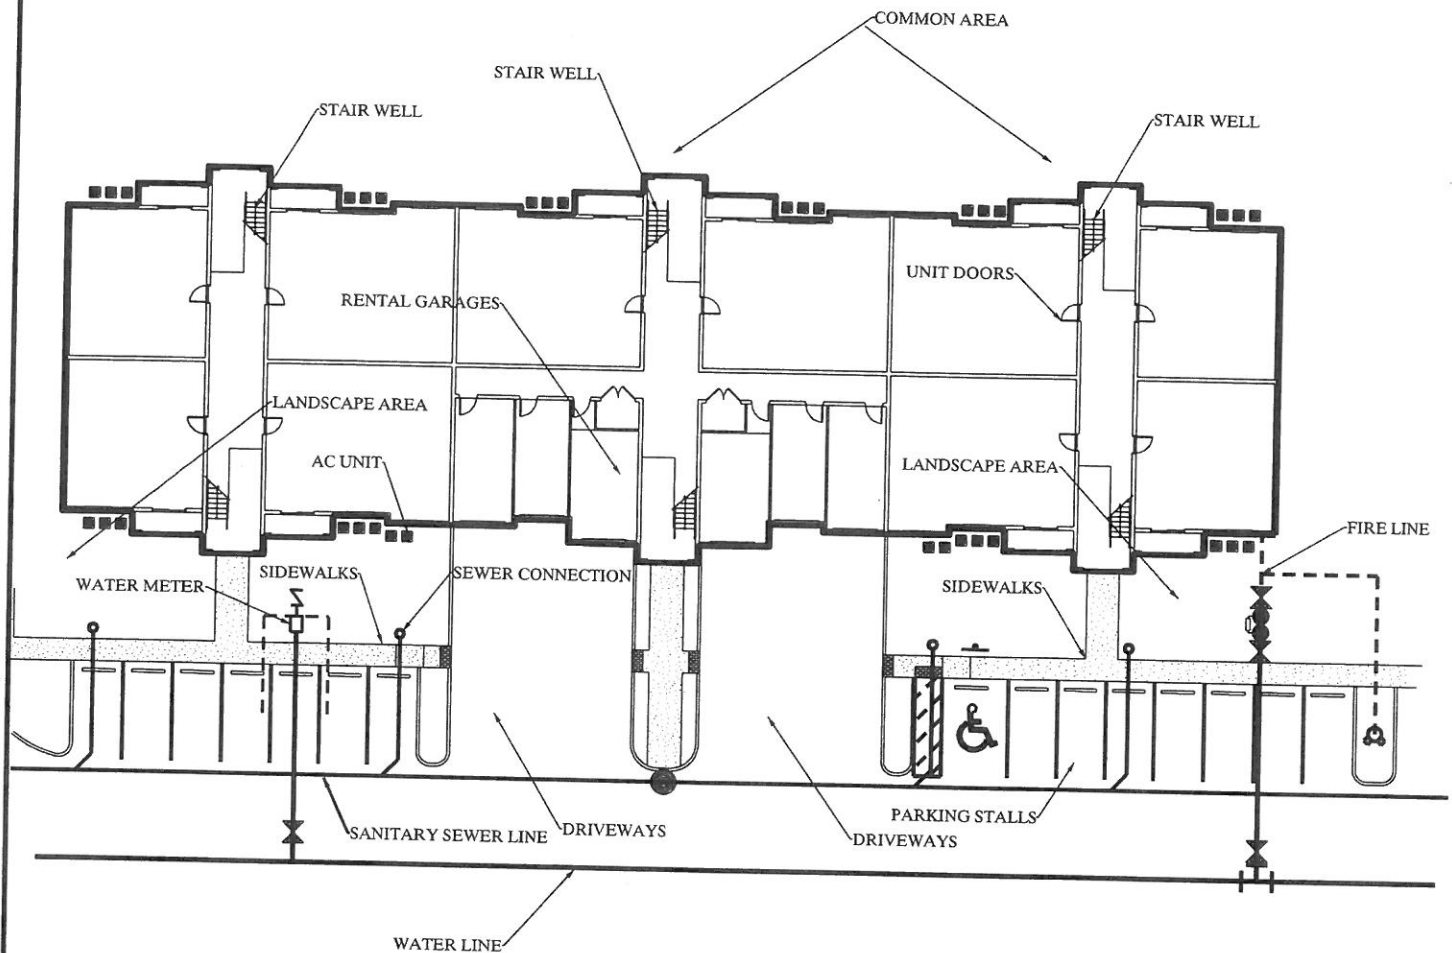 COMMON AREA
STAIR WELL
STAIR WELL
STAIR WELL
UNIT DOORS
RENTAL GARAGES
LANDSCAPE AREA
AC UNIT
LANDSCAPE AREA
FIRE LINE
WATER METER
SIDEWALKS
SEWER CONNECTION
SIDEWALKS
PARKING STALLS
SANITARY SEWER LINE
DRIVEWAYS
DRIVEWAYS
WATER LINE